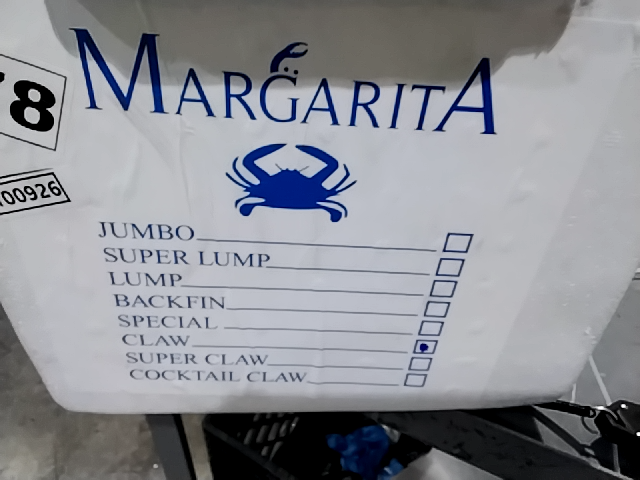 MARGARITA
8
00926
JUMBO
SUPER LUMP
LUMP
BACKFIN
SPECIAL
CLAW
SUPER CLAW
COCKTAIL CLAW